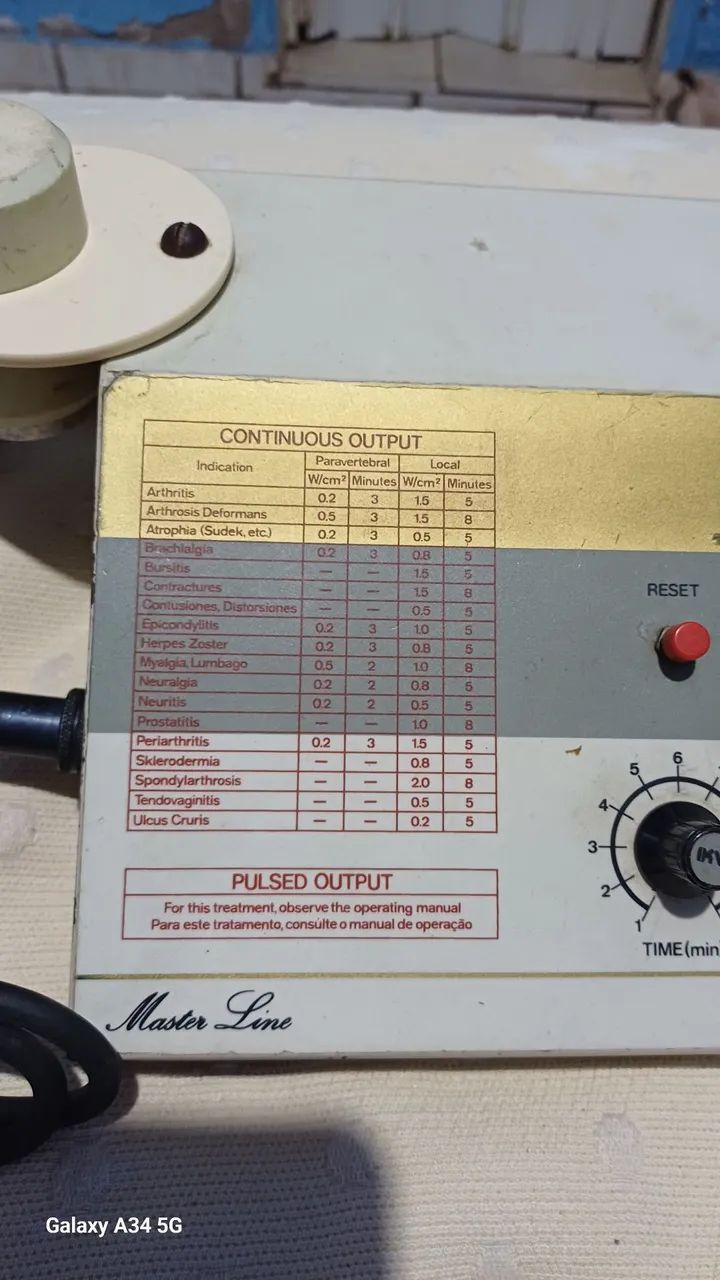 CONTINUOUS OUTPUT
Indication Paravertebral Local
W/cm² Minutes W/cm² Minutes
Arthritis 0.2 3 1.5 5
Arthrosis Deformans 0.5 3 1.5 8
Atrophia (Sudek, etc.) 0.2 3 0.5 5
Brachialgia 0.2 3 0.8 5
Bursitis — — 1.5 5
Contractures — — 1.5 8
Contusiones, Distorsiones — — 0.5 5
Epicondylitis 0.2 3 1.0 5
Herpes Zoster 0.2 3 0.8 5
Myalgia, Lumbago 0.5 2 1.0 8
Neuralgia 0.2 2 0.8 5
Neuritis 0.2 2 0.5 5
Prostatitis — — 1.0 8
Periarthritis 0.2 3 1.5 5
Sklerodermia — — 0.8 5
Spondylarthrosis — — 2.0 8
Tendovaginitis — — 0.5 5
Ulcus Cruris — — 0.2 5
RESET
1 2 3 4 5 6
TIME (min
PULSED OUTPUT
For this treatment, observe the operating manual
Para este tratamento, consúlte o manual de operação
Master Line
Galaxy A34 5G